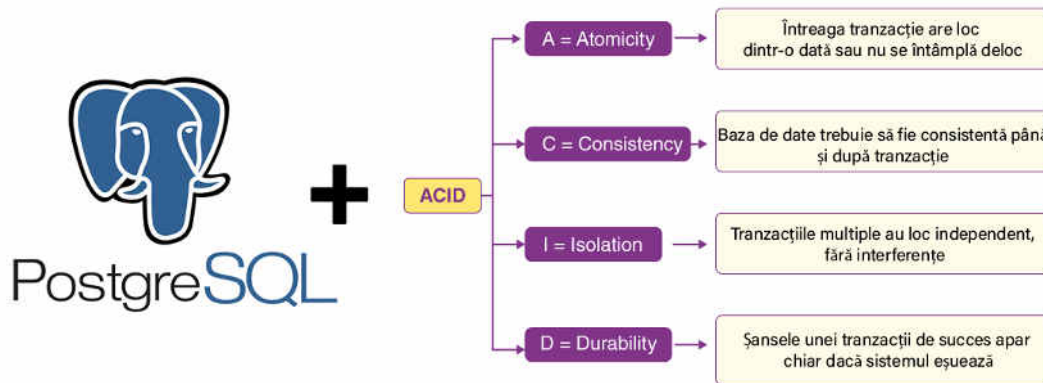 PostgreSQL
ACID
A = Atomicity
Întreaga tranzacție are loc
dintr-o dată sau nu se întâmplă deloc
C = Consistency
Baza de date trebuie să fie consistentă până
și după tranzacție
I = Isolation
Tranzacțiile multiple au loc independent,
fără interferențe
D = Durability
Șansele unei tranzacții de succes apar
chiar dacă sistemul eșuează